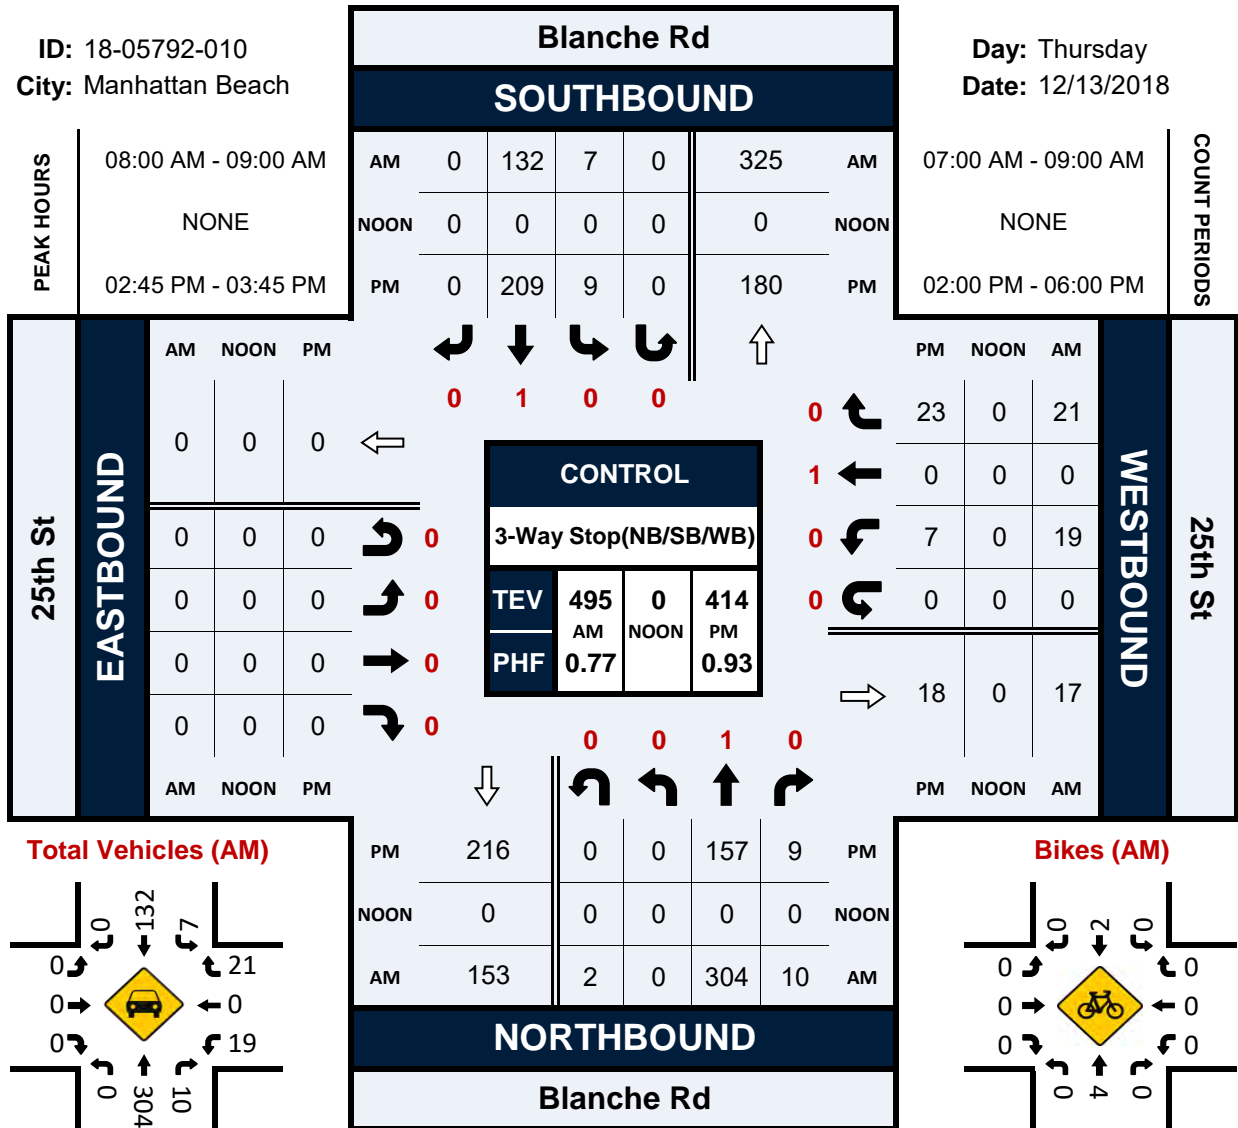 Blanche Rd
ID: 18-05792-010
Day: Thursday
City: Manhattan Beach
SOUTHBOUND
Date: 12/13/2018
PEAK HOURS
08:00 AM - 09:00 AM
AM 0 132 7 0 325 AM
07:00 AM - 09:00 AM
COUNT PERIODS
NONE
NOON 0 0 0 0 0 NOON
NONE
02:45 PM - 03:45 PM
PM 0 209 9 0 180 PM
02:00 PM - 06:00 PM
AM NOON PM
PM NOON AM
0 1 0 0
25th St
EASTBOUND
0 0 0
0 0 0 0
0 0 0 0
0 0 0 0
0 0 0 0
AM NOON PM
CONTROL
3-Way Stop(NB/SB/WB)
TEV 495 0 414
AM NOON PM
PHF 0.77 0.93
0 23 0 21
1 0 0 0
0 7 0 19
0 0 0 0
18 0 17
PM NOON AM
WESTBOUND
25th St
0 0 1 0
Total Vehicles (AM)
PM 216 0 0 157 9 PM
NOON 0 0 0 0 0 NOON
AM 153 2 0 304 10 AM
NORTHBOUND
Blanche Rd
0 132 7
0 21
0 0
0 19
0 304 10
Bikes (AM)
0 2 0
0 0
0 0
0 0
0 4 0